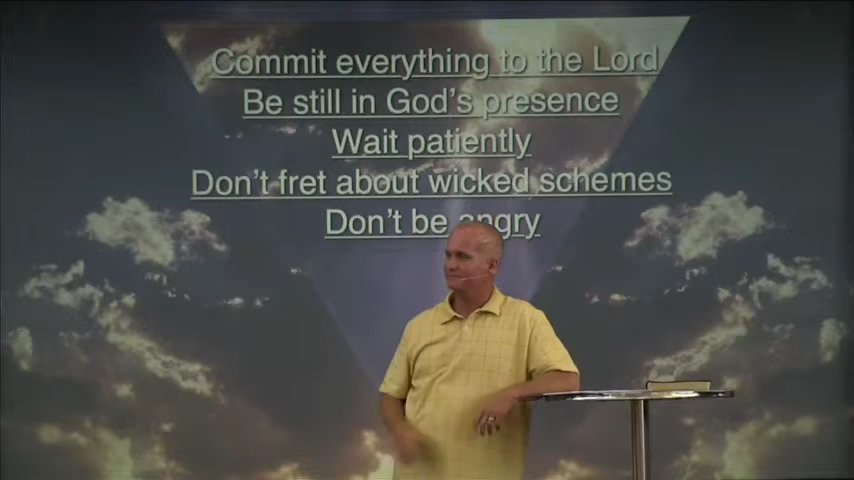 Commit everything to the Lord
Be still in God's presence
Wait patiently
Don't fret about wicked schemes
Don't be angry